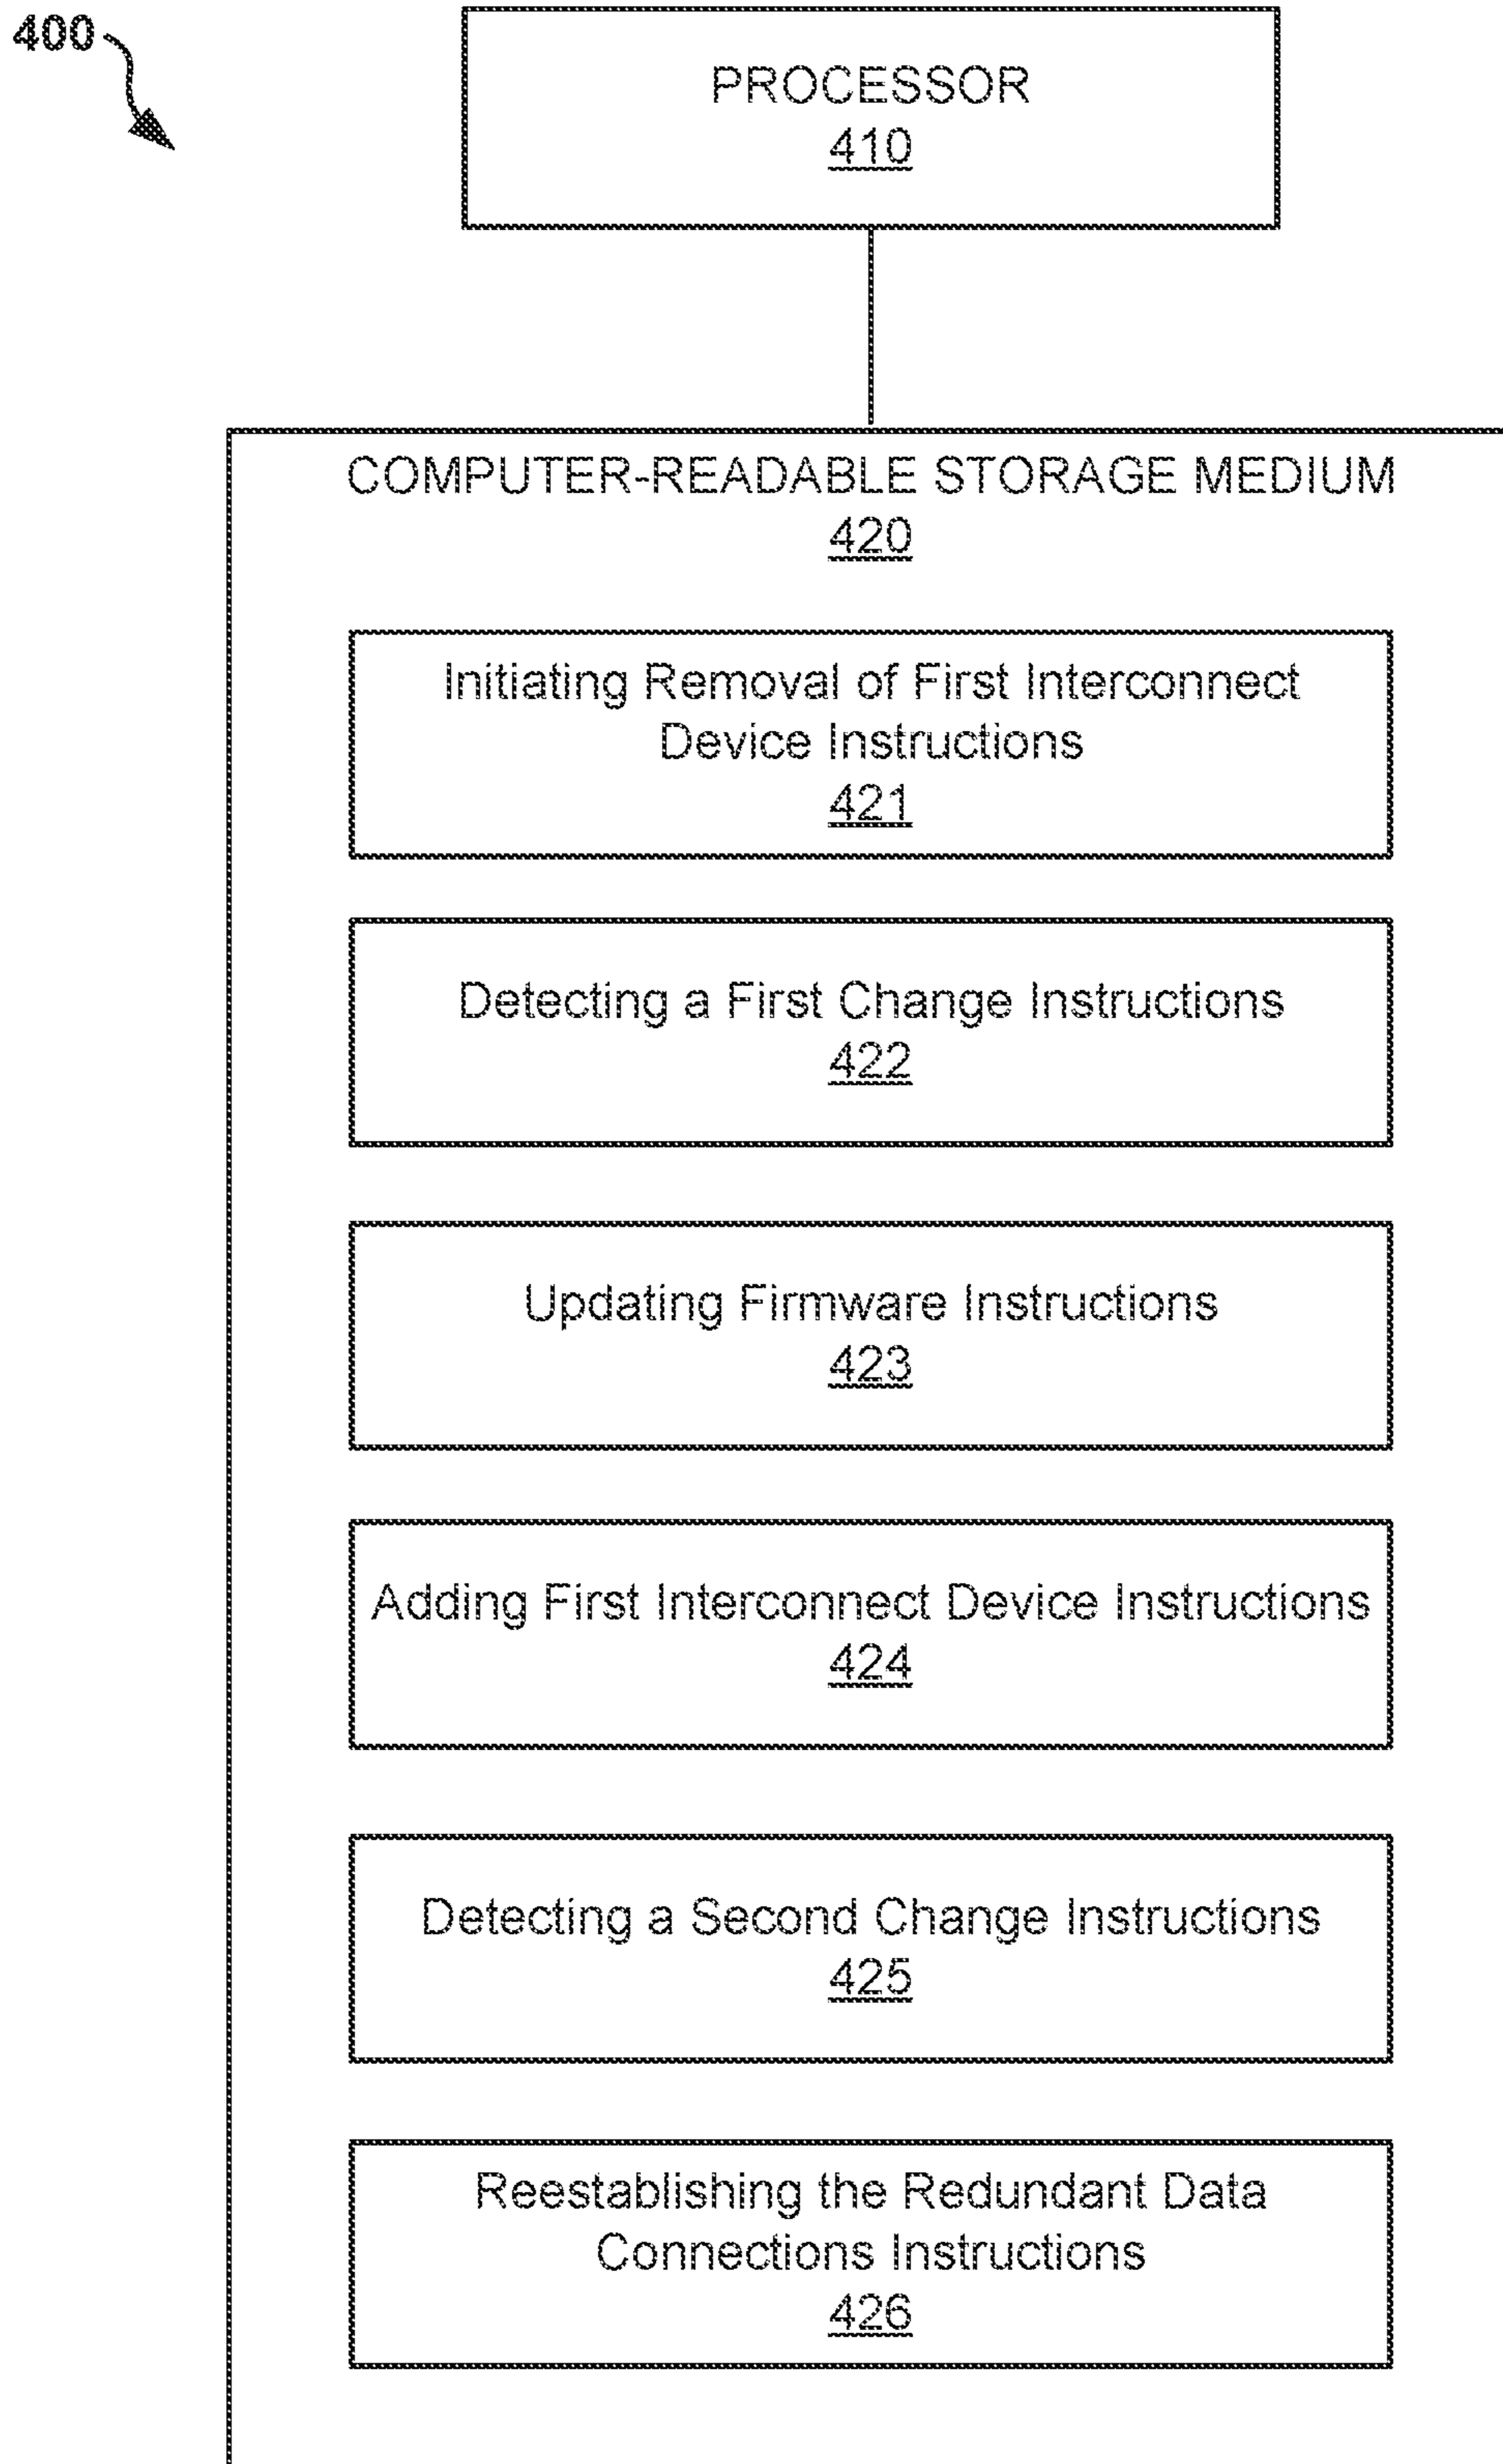 400
PROCESSOR
410
COMPUTER-READABLE STORAGE MEDIUM
420
Initiating Removal of First Interconnect
Device Instructions
421
Detecting a First Change Instructions
422
Updating Firmware Instructions
423
Adding First Interconnect Device Instructions
424
Detecting a Second Change Instructions
425
Reestablishing the Redundant Data
Connections Instructions
426